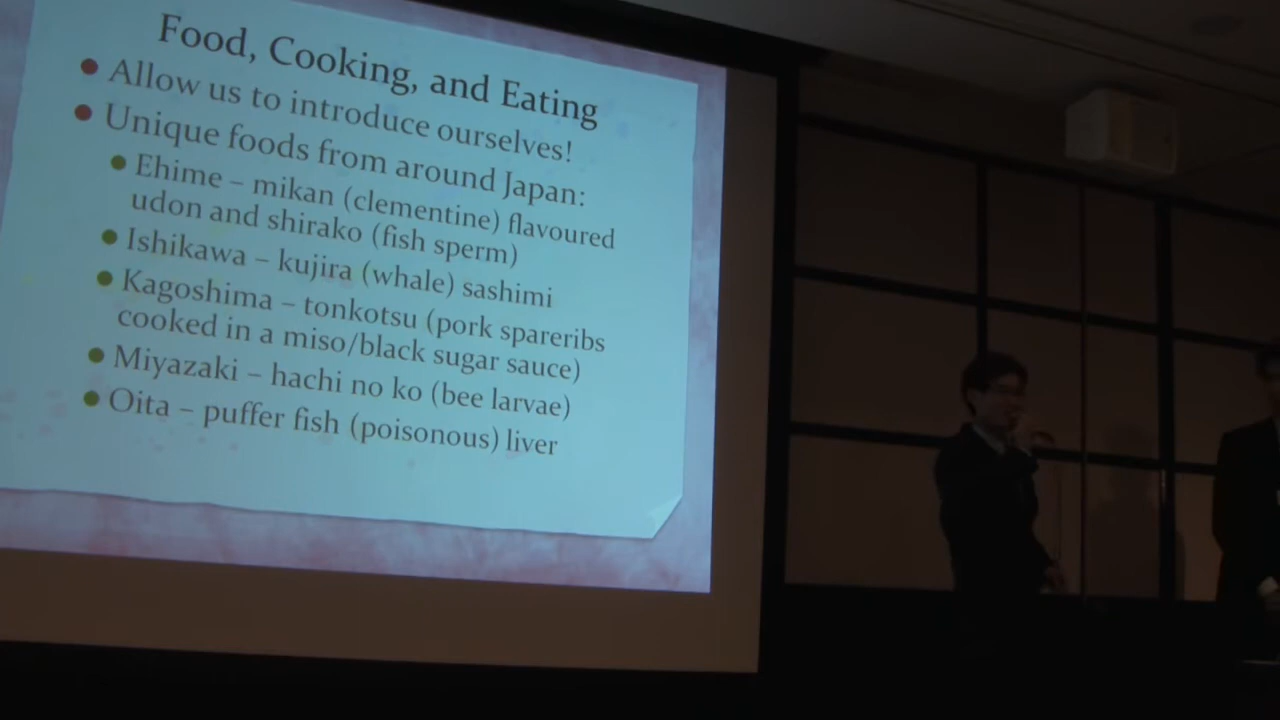 Food, Cooking, and Eating
Allow us to introduce ourselves!
Unique foods from around Japan:
Ehime – mikan (clementine) flavoured
udon and shirako (fish sperm)
Ishikawa – kujira (whale) sashimi
Kagoshima – tonkotsu (pork spareribs
cooked in a miso/black sugar sauce)
Miyazaki – hachi no ko (bee larvae)
Oita – puffer fish (poisonous) liver